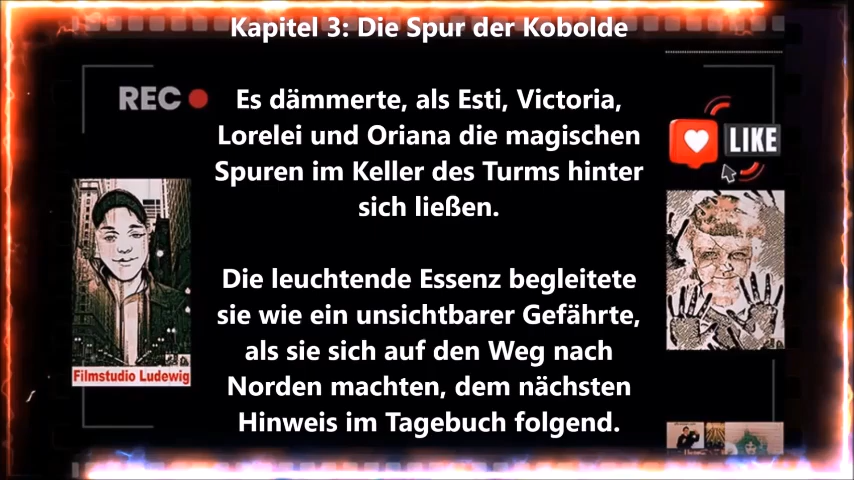 Kapitel 3: Die Spur der Kobolde
REC
Es dämmerte, als Esti, Victoria,
Lorelei und Oriana die magischen
Spuren im Keller des Turms hinter
sich ließen.
LIKE
Die leuchtende Essenz begleitete
sie wie ein unsichtbarer Gefährte,
als sie sich auf den Weg nach
Norden machten, dem nächsten
Hinweis im Tagebuch folgend.
Filmstudio Ludewig